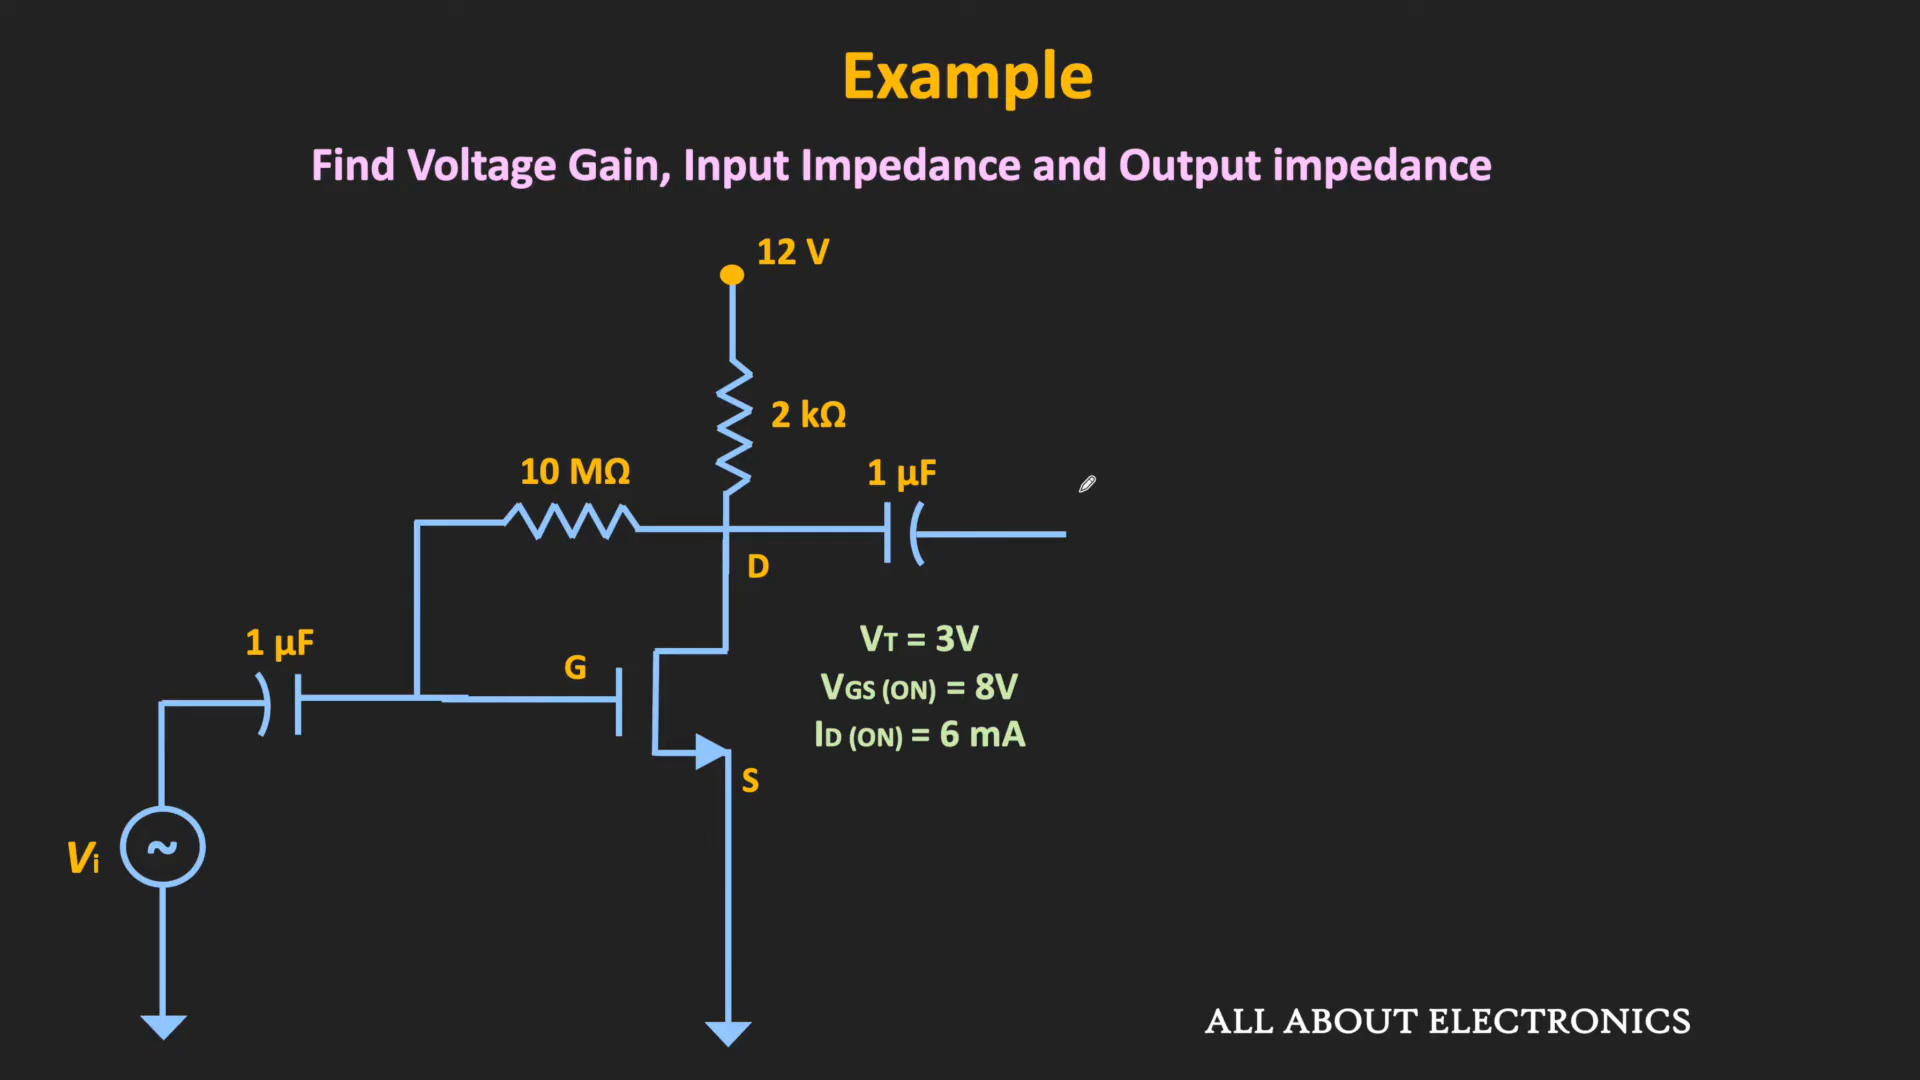 Example
Find Voltage Gain, Input Impedance and Output impedance
12 V
2 kΩ
10 MΩ
1 μF
D
1 μF
G
VT = 3V
VGS (ON) = 8V
ID (ON) = 6 mA
S
Vi
~
ALL ABOUT ELECTRONICS